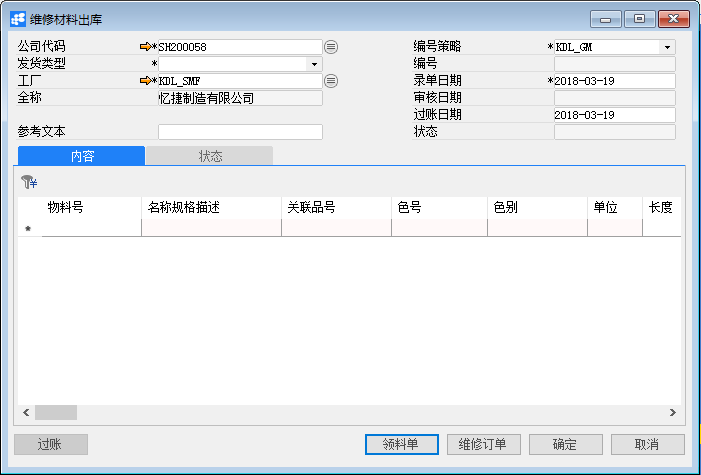 维修材料出库
公司代码 *SH200058 编号策略 *KDL_GM
发货类型 * 编号
工厂 *KDL_SMF 录单日期 *2018-03-19
全称 忆捷制造有限公司 审核日期
过账日期 2018-03-19
参考文本 状态
内容 状态
¥
物料号 名称规格描述 关联品号 色号 色别 单位 长度
*
过账 领料单 维修订单 确定 取消